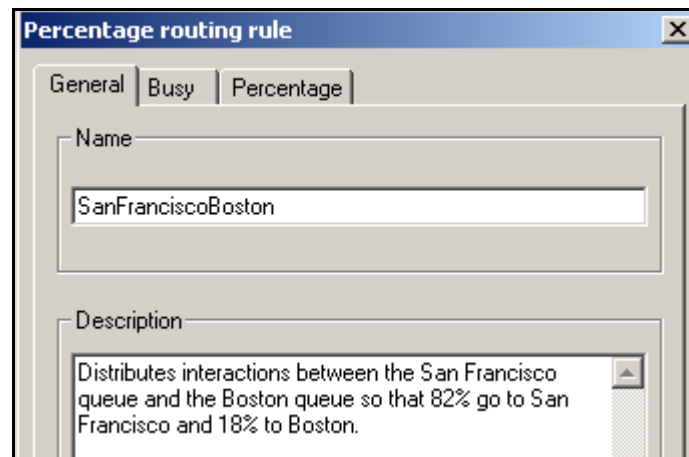 Percentage routing rule
General Busy Percentage
Name
SanFranciscoBoston
Description
Distributes interactions between the San Francisco
queue and the Boston queue so that 82% go to San
Francisco and 18% to Boston.